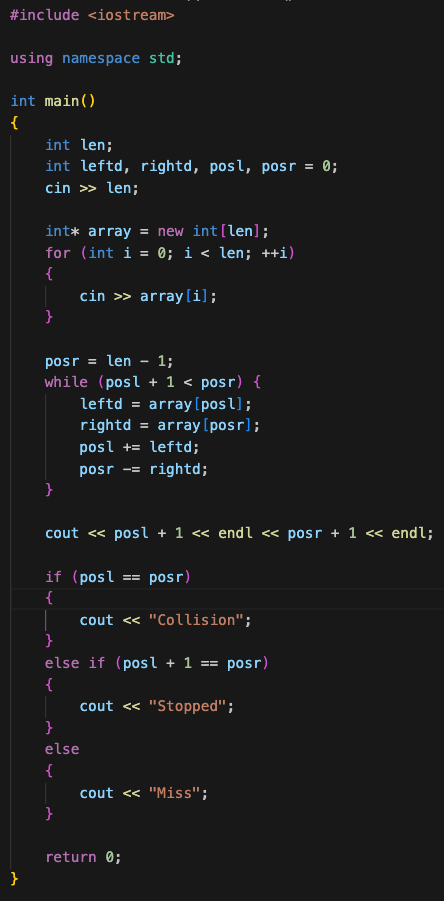 #include <iostream>
using namespace std;
int main()
{
int len;
int leftd, rightd, posl, posr = 0;
cin >> len;
int* array = new int[len];
for (int i = 0; i < len; ++i)
{
cin >> array[i];
}
posr = len - 1;
while (posl + 1 < posr) {
leftd = array[posl];
rightd = array[posr];
posl += leftd;
posr -= rightd;
}
cout << posl + 1 << endl << posr + 1 << endl;
if (posl == posr)
{
cout << "Collision";
}
else if (posl + 1 == posr)
{
cout << "Stopped";
}
else
{
cout << "Miss";
}
return 0;
}